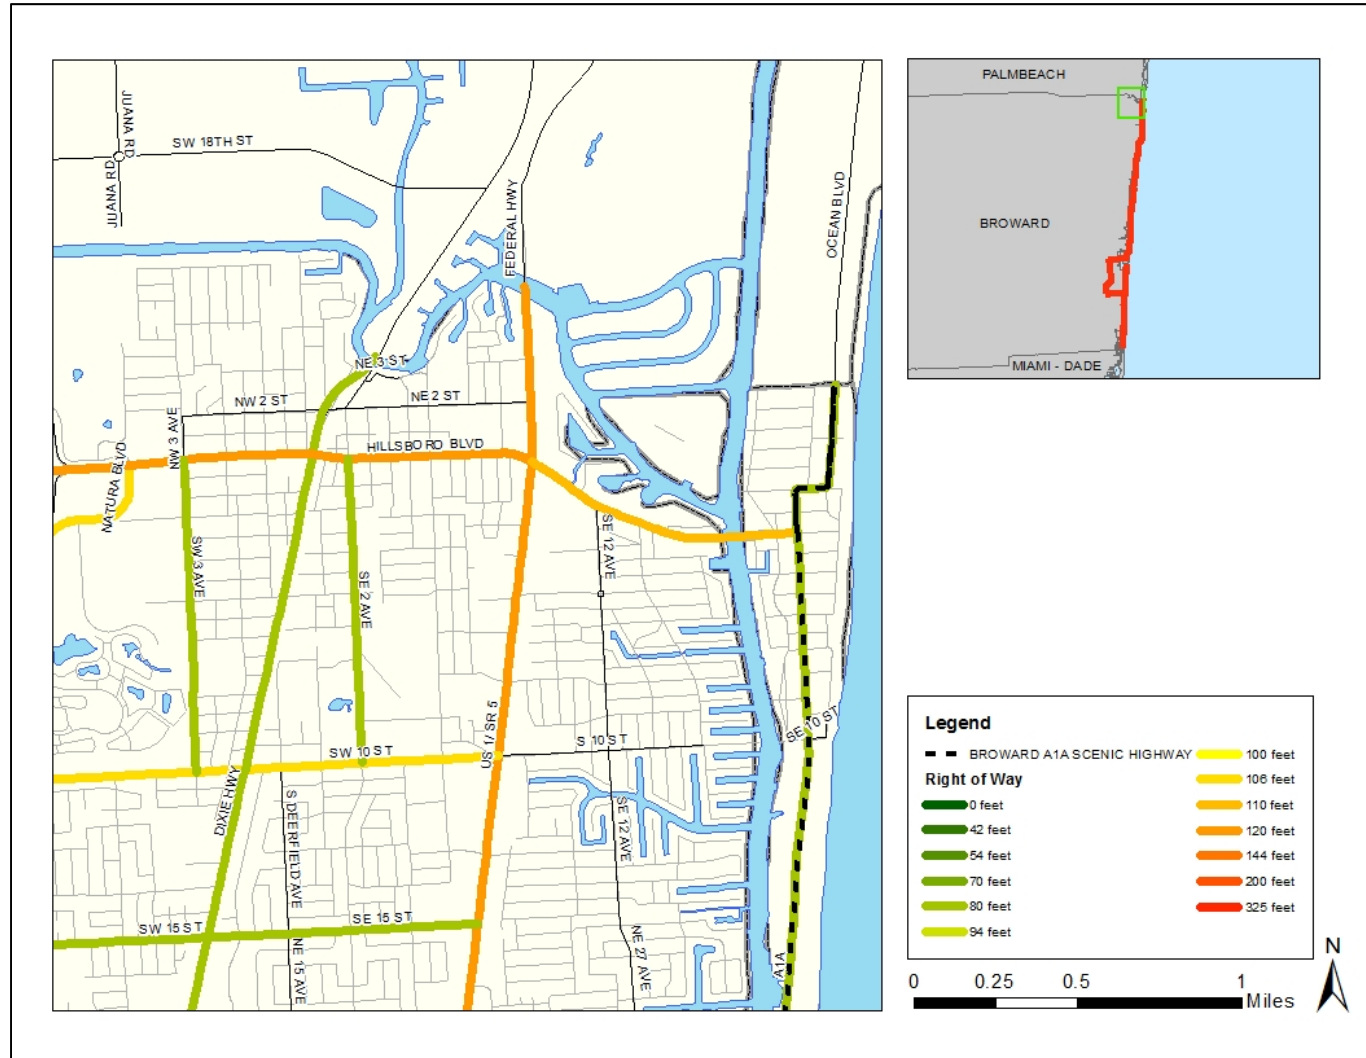 JUANA RD
JUANA RD
SW 18TH ST
FEDERAL HWY
OCEAN BLVD
NE 3 ST
NW 2 ST
NE 2 ST
NW 3 AVE
HILLSBORO BLVD
NATURA BLVD
SW 3 AVE
SE 2 AVE
SE 12 AVE
US 1/ SR 5
SE 10 ST
SW 10 ST
S 10 ST
DIXIE HWY
S DEERFIELD AVE
SE 12 AVE
SW 15 ST
SE 15 ST
NE 15 AVE
NE 27 AVE
A1A
PALMBEACH
BROWARD
MIAMI - DADE
Legend
BROWARD A1A SCENIC HIGHWAY
Right of Way
0 feet
42 feet
54 feet
70 feet
80 feet
94 feet
100 feet
106 feet
110 feet
120 feet
144 feet
200 feet
325 feet
N
0 0.25 0.5 1
Miles